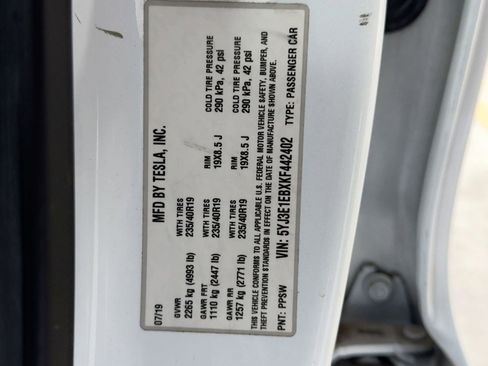 MFD BY TESLA, INC.
07/19
GVWR
2265 kg (4993 lb)
WITH TIRES
235/40R19
RIM
19X8.5 J
COLD TIRE PRESSURE
290 kPa, 42 psi
GAWR FRT
1110 kg (2447 lb)
WITH TIRES
235/40R19
RIM
19X8.5 J
COLD TIRE PRESSURE
290 kPa, 42 psi
GAWR RR
1257 kg (2771 lb)
WITH TIRES
235/40R19
THIS VEHICLE CONFORMS TO ALL APPLICABLE U.S. FEDERAL MOTOR VEHICLE SAFETY, BUMPER, AND
THEFT PREVENTION STANDARDS IN EFFECT ON THE DATE OF MANUFACTURE SHOWN ABOVE.
VIN: 5YJ3E1EBXKF442402
PNT: PPSW
TYPE: PASSENGER CAR